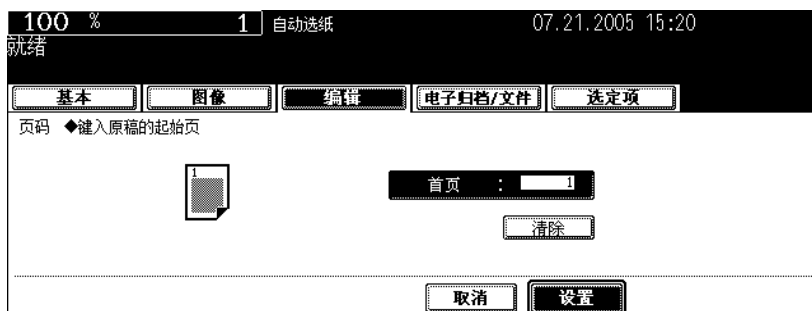 100 % 1 自动选纸 07.21.2005 15:20
就绪
基本 图像 编辑 电子归档/文件 选定项
页码 ◆键入原稿的起始页
1
首页 : 1
清除
取消 设置